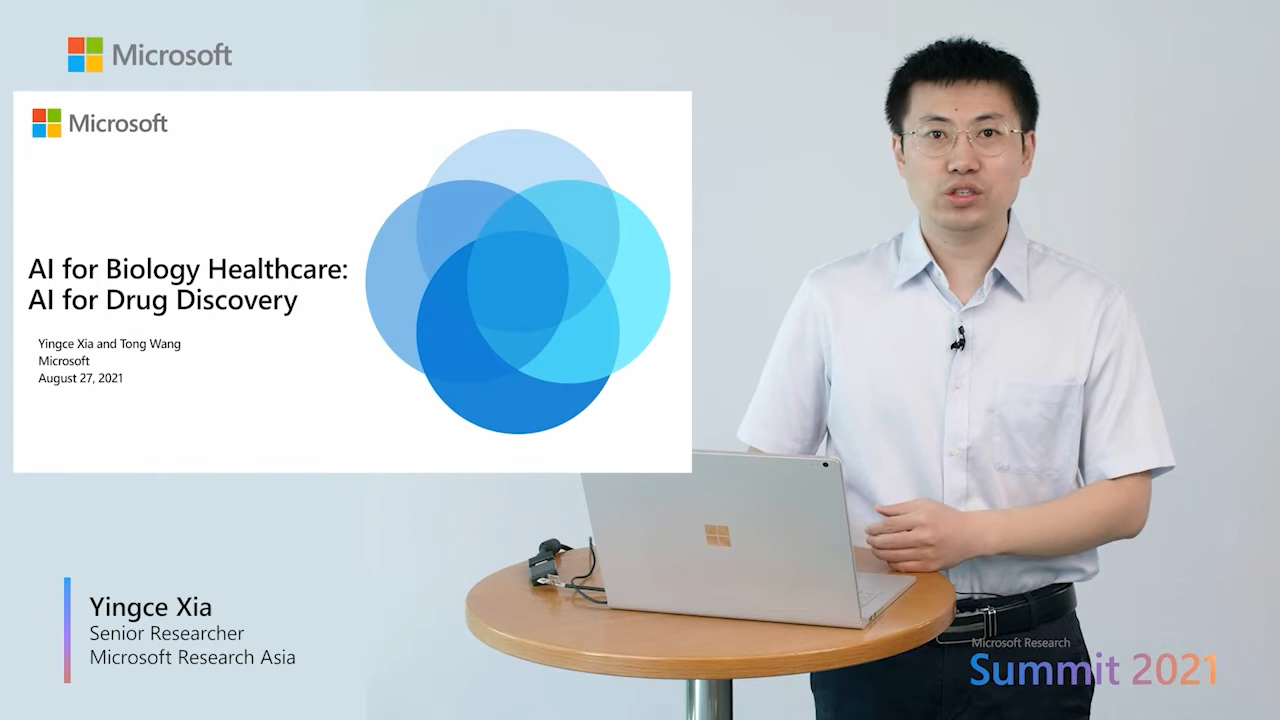 Microsoft
Microsoft
AI for Biology Healthcare:
AI for Drug Discovery
Yingce Xia and Tong Wang
Microsoft
August 27, 2021
Yingce Xia
Senior Researcher
Microsoft Research Asia
Microsoft Research
Summit 2021